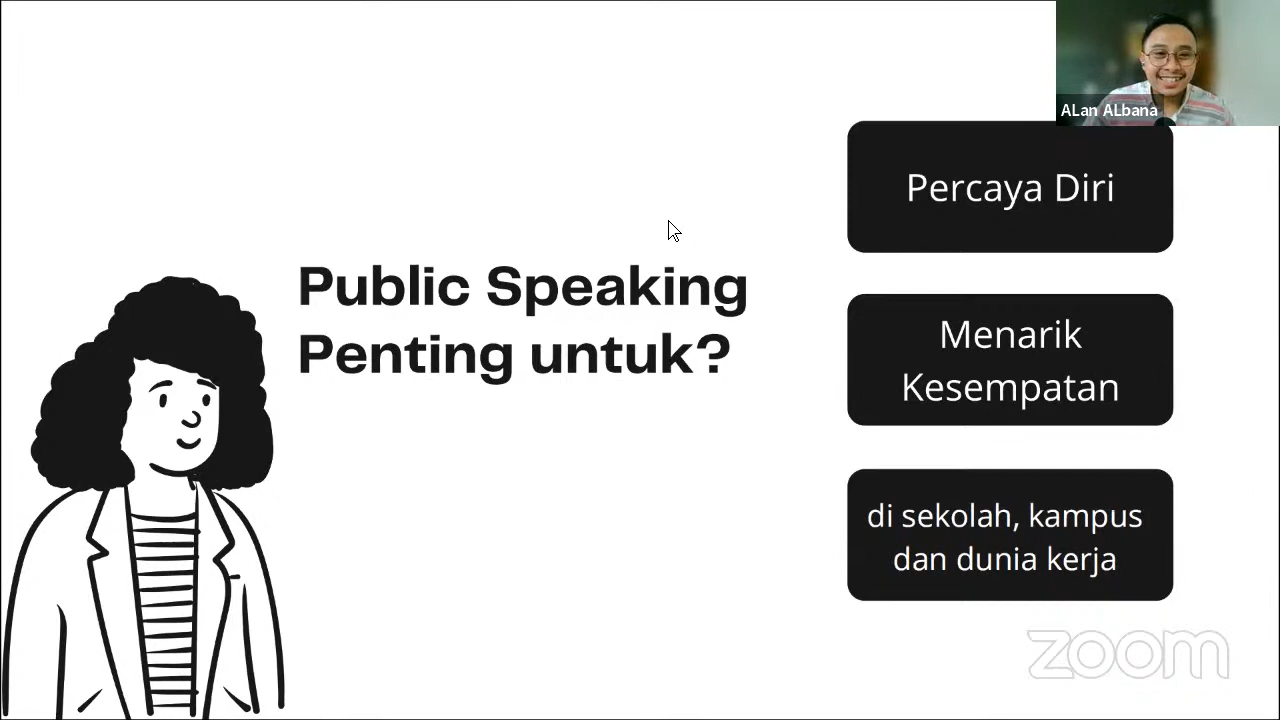 ALan ALbana
Public Speaking
Penting untuk?
Percaya Diri
Menarik
Kesempatan
di sekolah, kampus
dan dunia kerja
zoom